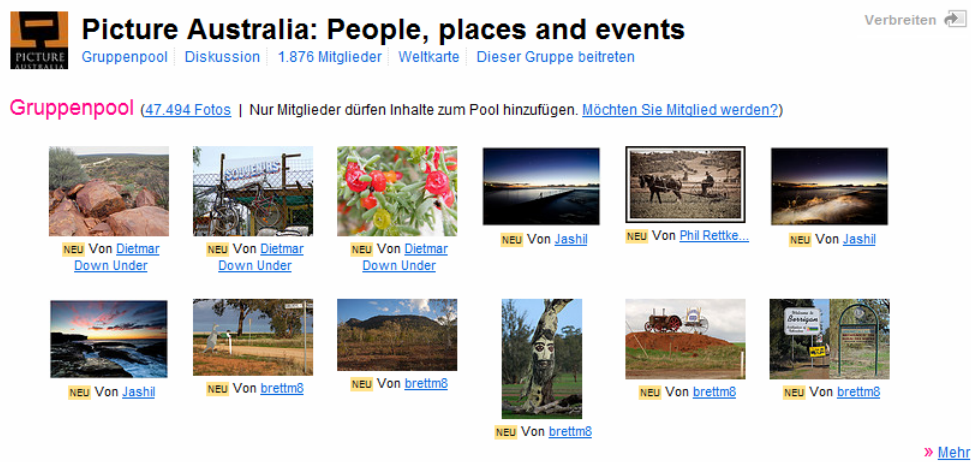 PICTURE
AUSTRALIA
Picture Australia: People, places and events
Verbreiten
Gruppenpool Diskussion 1.876 Mitglieder Weltkarte Dieser Gruppe beitreten
Gruppenpool (47.494 Fotos | Nur Mitglieder dürfen Inhalte zum Pool hinzufügen. Möchten Sie Mitglied werden?)
SOUVENIRS
NEU Von Dietmar Down Under
NEU Von Dietmar Down Under
NEU Von Dietmar Down Under
NEU Von Jashil
NEU Von Phil Rettke...
NEU Von Jashil
Welcome to
Berrigan
NEU Von Jashil
NEU Von brettm8
NEU Von brettm8
NEU Von brettm8
NEU Von brettm8
NEU Von brettm8
» Mehr